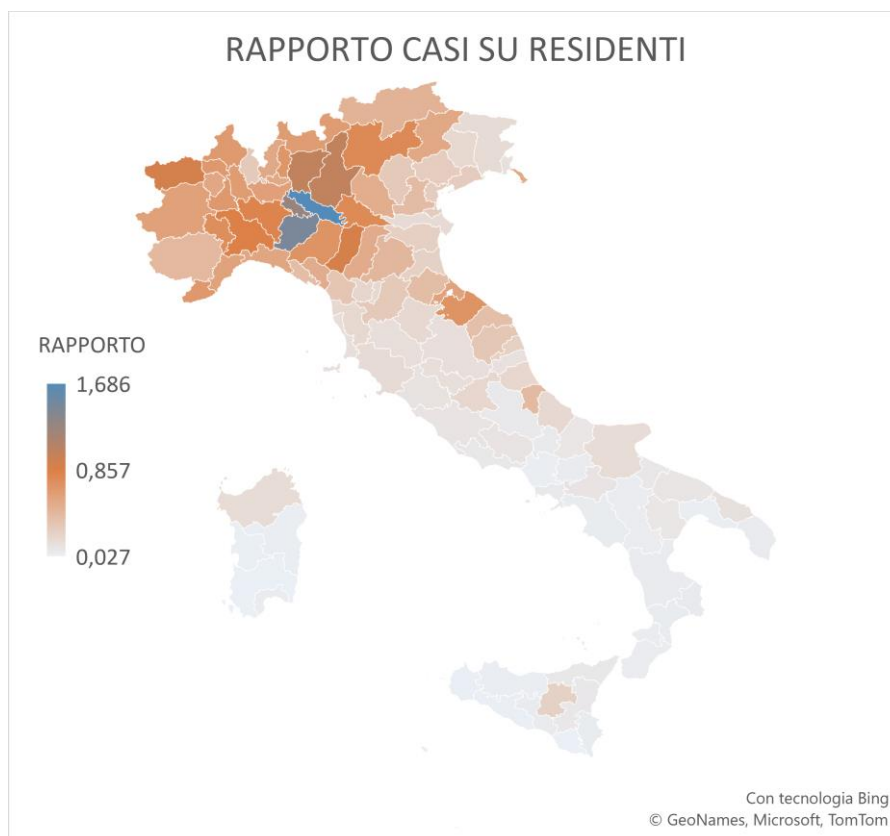 RAPPORTO CASI SU RESIDENTI
RAPPORTO
1,686
0,857
0,027
Con tecnologia Bing
© GeoNames, Microsoft, TomTom